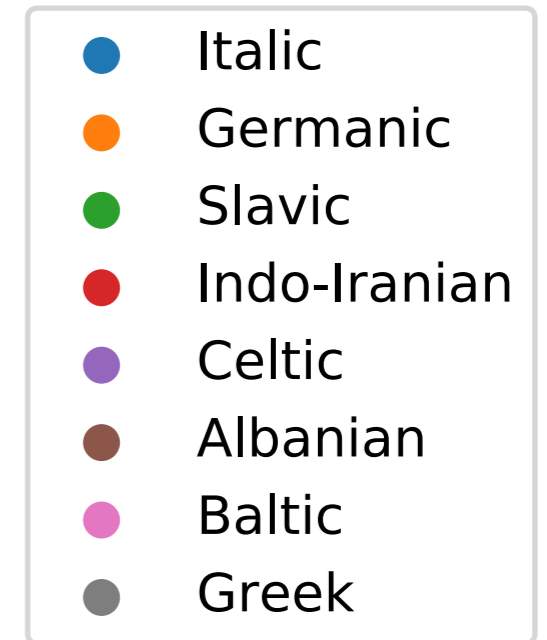 Italic
Germanic
Slavic
Indo-Iranian
Celtic
Albanian
Baltic
Greek